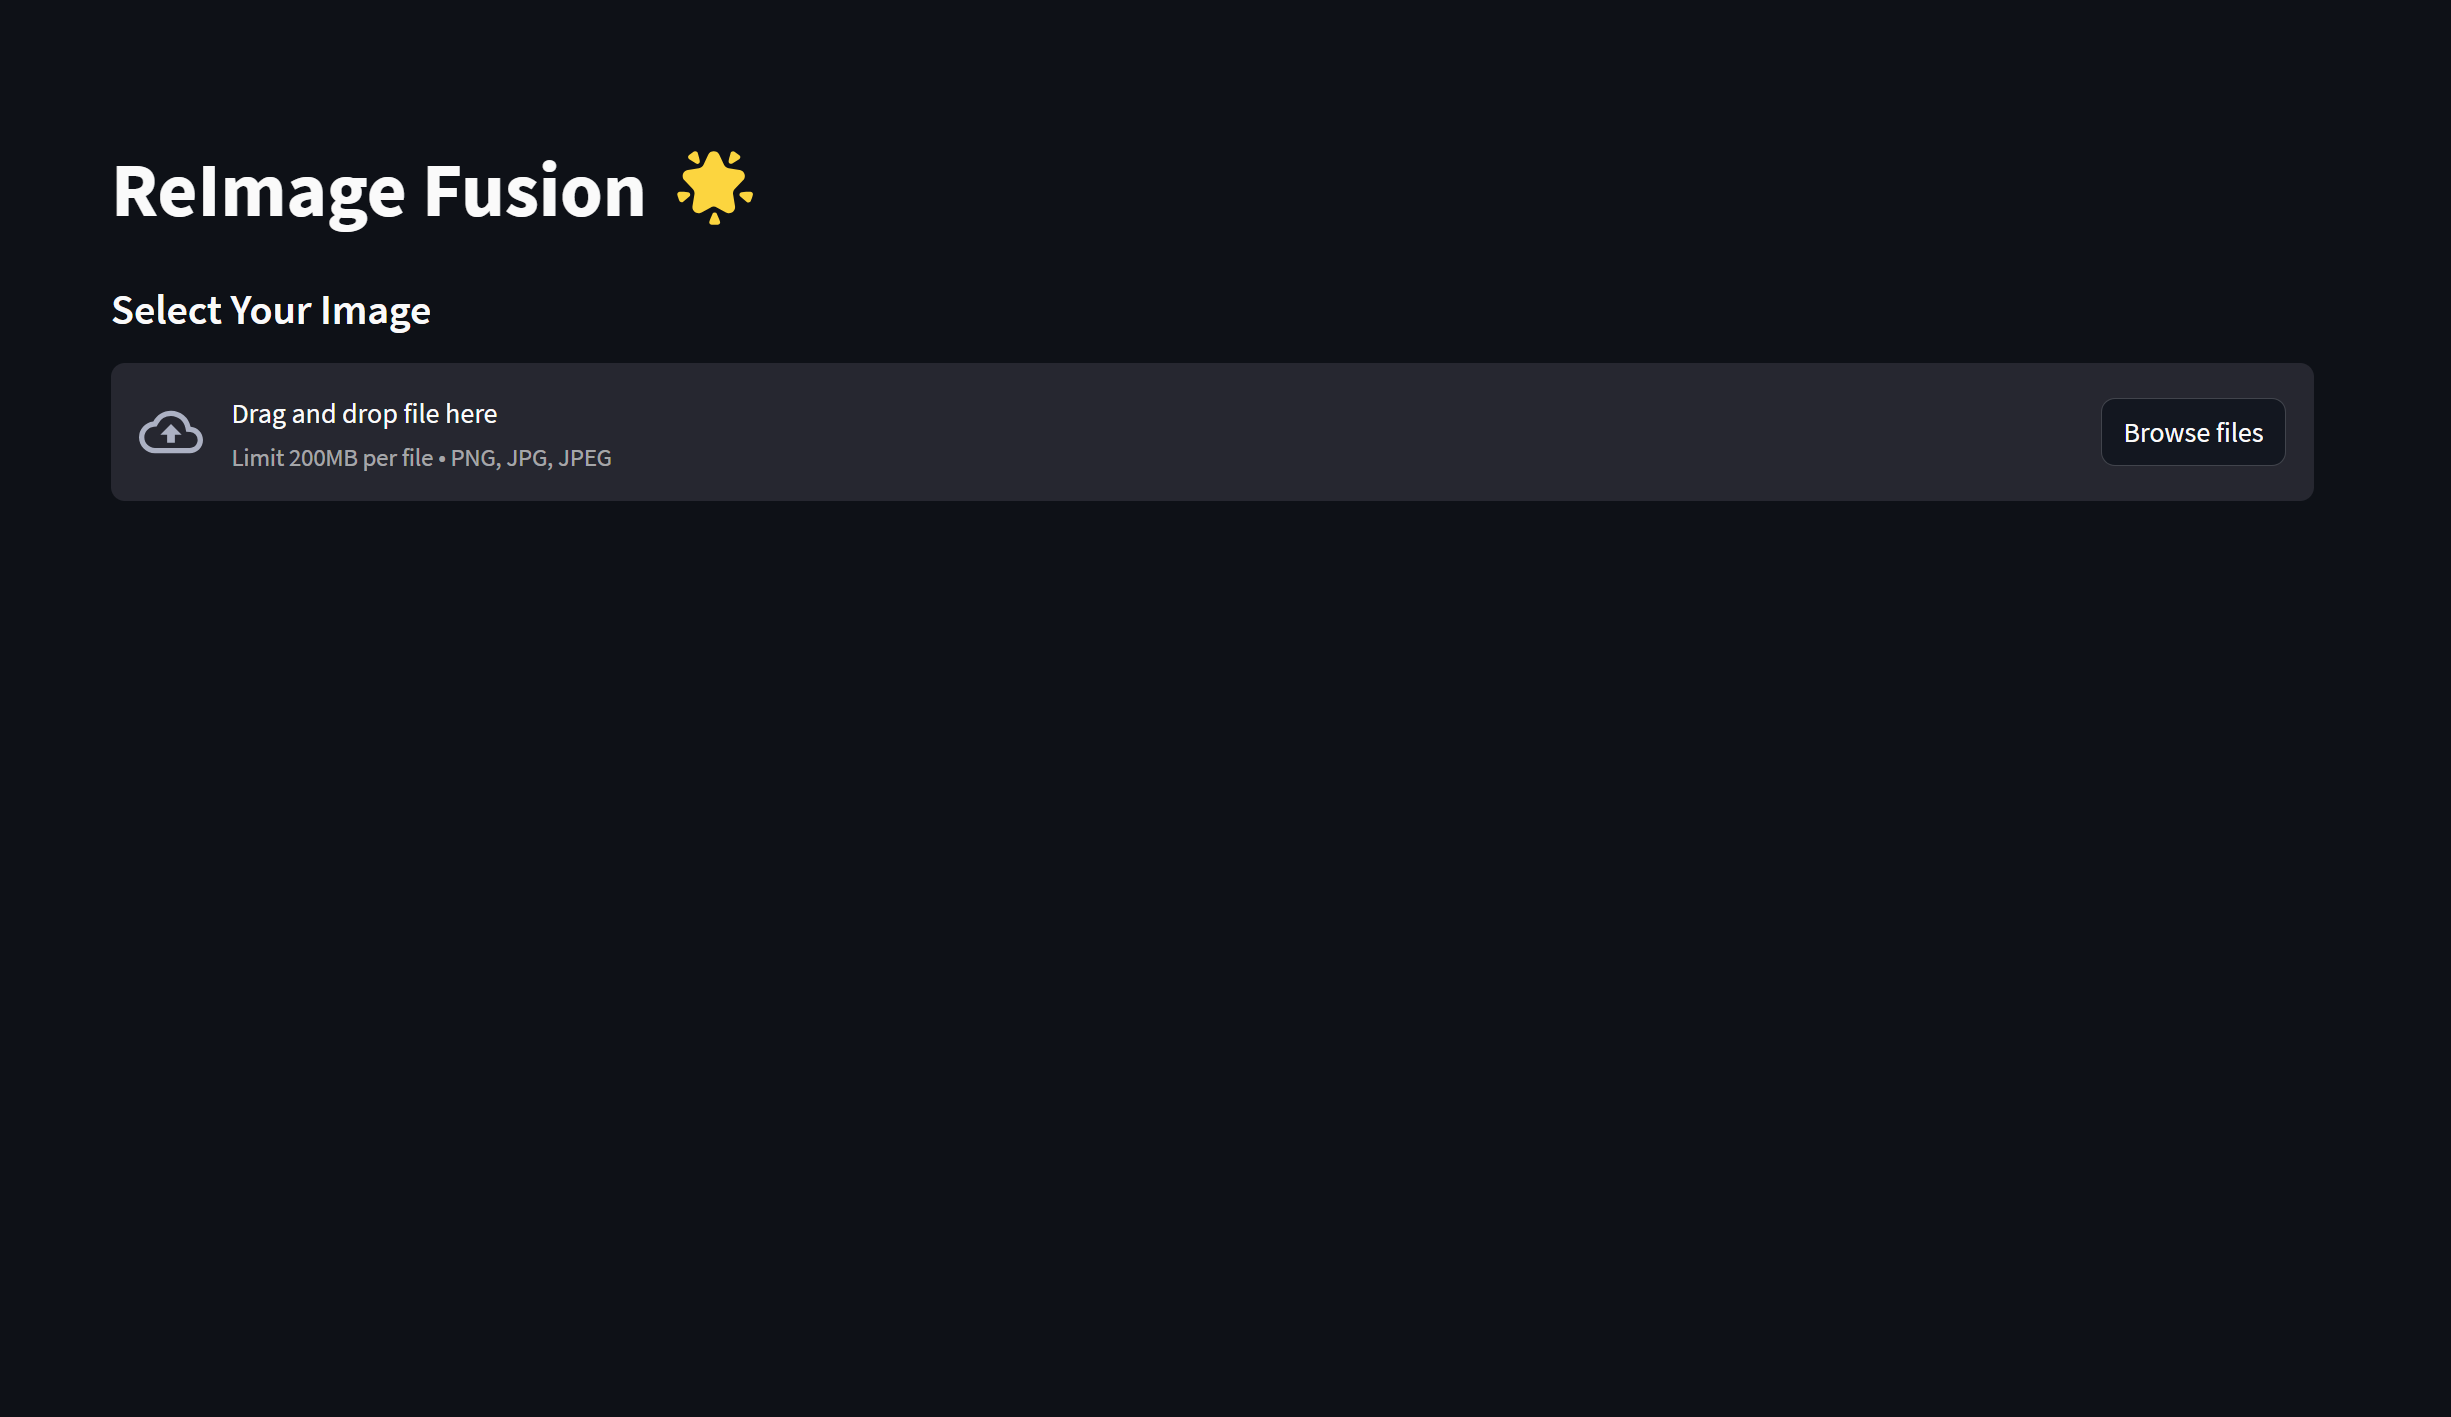 ReImage Fusion 🌟
Select Your Image
Drag and drop file here
Limit 200MB per file • PNG, JPG, JPEG
Browse files